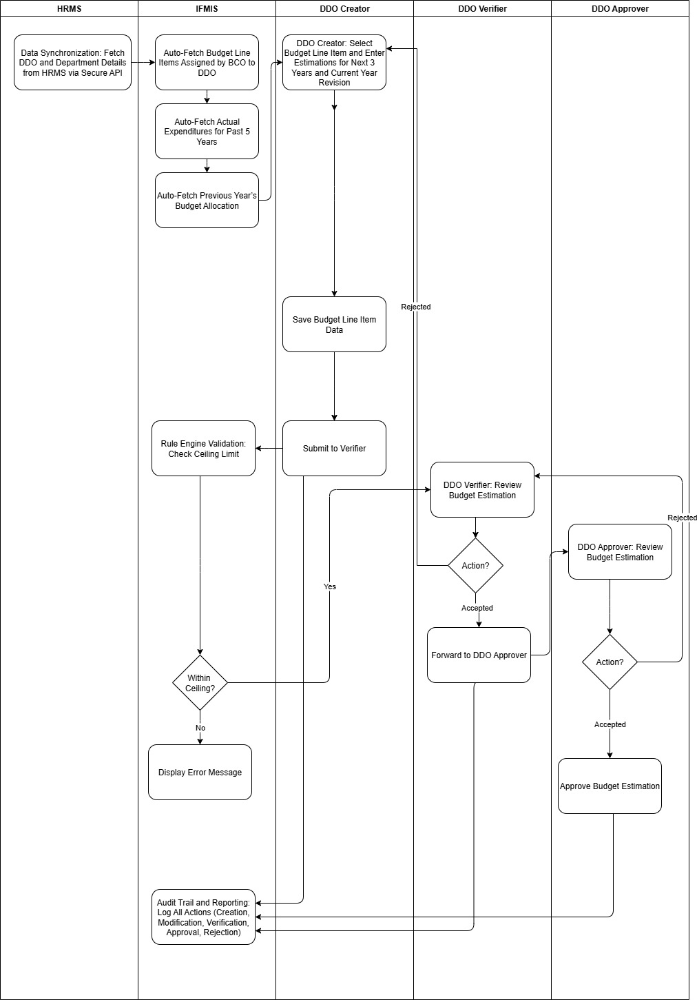 HRMS
IFMIS
DDO Creator
DDO Verifier
DDO Approver
Data Synchronization: Fetch
DDO and Department Details
from HRMS via Secure API
Auto-Fetch Budget Line
Items Assigned by BCO to
DDO
DDO Creator: Select
Budget Line Item and Enter
Estimations for Next 3
Years and Current Year
Revision
Auto-Fetch Actual
Expenditures for Past 5
Years
Auto-Fetch Previous Year's
Budget Allocation
Rejected
Save Budget Line Item
Data
Rule Engine Validation:
Check Ceiling Limit
Submit to Verifier
DDO Verifier: Review
Budget Estimation
Rejected
DDO Approver: Review
Budget Estimation
Action?
Yes
Accepted
Forward to DDO Approver
Action?
Within
Ceiling?
No
Accepted
Display Error Message
Approve Budget Estimation
Audit Trail and Reporting:
Log All Actions (Creation,
Modification, Verification,
Approval, Rejection)